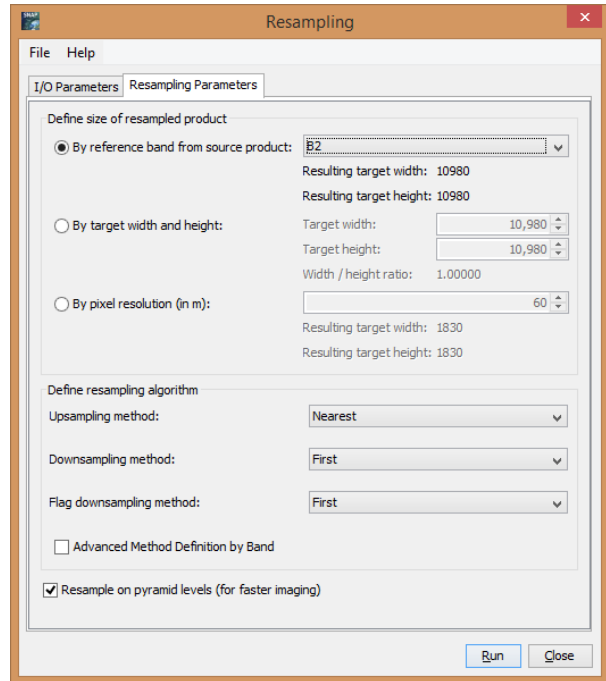 SNAP
Resampling
File Help
I/O Parameters Resampling Parameters
Define size of resampled product
By reference band from source product: B2
Resulting target width: 10980
Resulting target height: 10980
By target width and height: Target width: 10,980
Target height: 10,980
Width / height ratio: 1.00000
By pixel resolution (in m): 60
Resulting target width: 1830
Resulting target height: 1830
Define resampling algorithm
Upsampling method: Nearest
Downsampling method: First
Flag downsampling method: First
Advanced Method Definition by Band
Resample on pyramid levels (for faster imaging)
Run Close